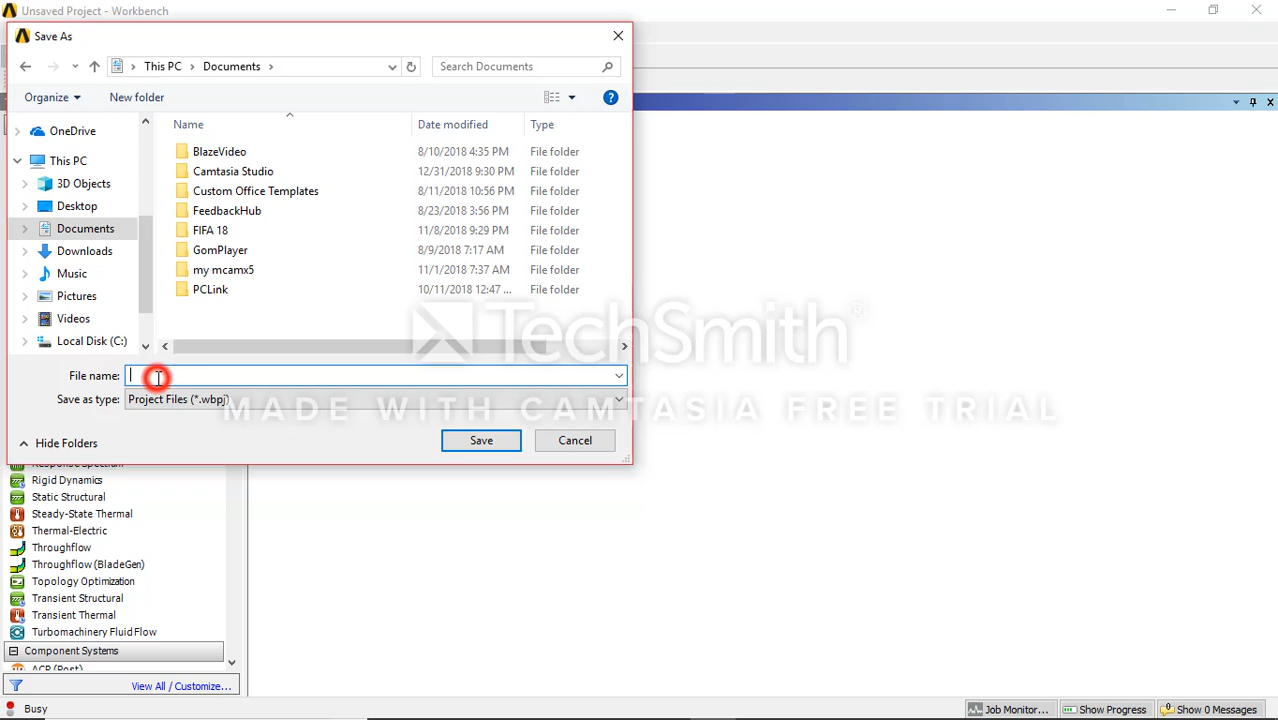 Unsaved Project - Workbench
Save As
This PC
Documents
Search Documents
Organize
New folder
Name
Date modified
Type
OneDrive
This PC
3D Objects
Desktop
Documents
Downloads
Music
Pictures
Videos
Local Disk (C:)
BlazeVideo 8/10/2018 4:35 PM File folder
Camtasia Studio 12/31/2018 9:30 PM File folder
Custom Office Templates 8/11/2018 10:56 PM File folder
FeedbackHub 8/23/2018 3:56 PM File folder
FIFA 18 11/8/2018 9:29 PM File folder
GomPlayer 8/9/2018 7:17 AM File folder
my mcamx5 11/1/2018 7:37 AM File folder
PCLink 10/11/2018 12:47 ... File folder
TechSmith®
File name:
Save as type: Project Files (*.wbpj)
MADE WITH CAMTASIA FREE TRIAL
Hide Folders
Save
Cancel
Response Spectrum
Rigid Dynamics
Static Structural
Steady-State Thermal
Thermal-Electric
Throughflow
Throughflow (BladeGen)
Topology Optimization
Transient Structural
Transient Thermal
Turbomachinery Fluid Flow
Component Systems
ACP (Post)
View All / Customize...
Busy
Job Monitor...
Show Progress
Show 0 Messages